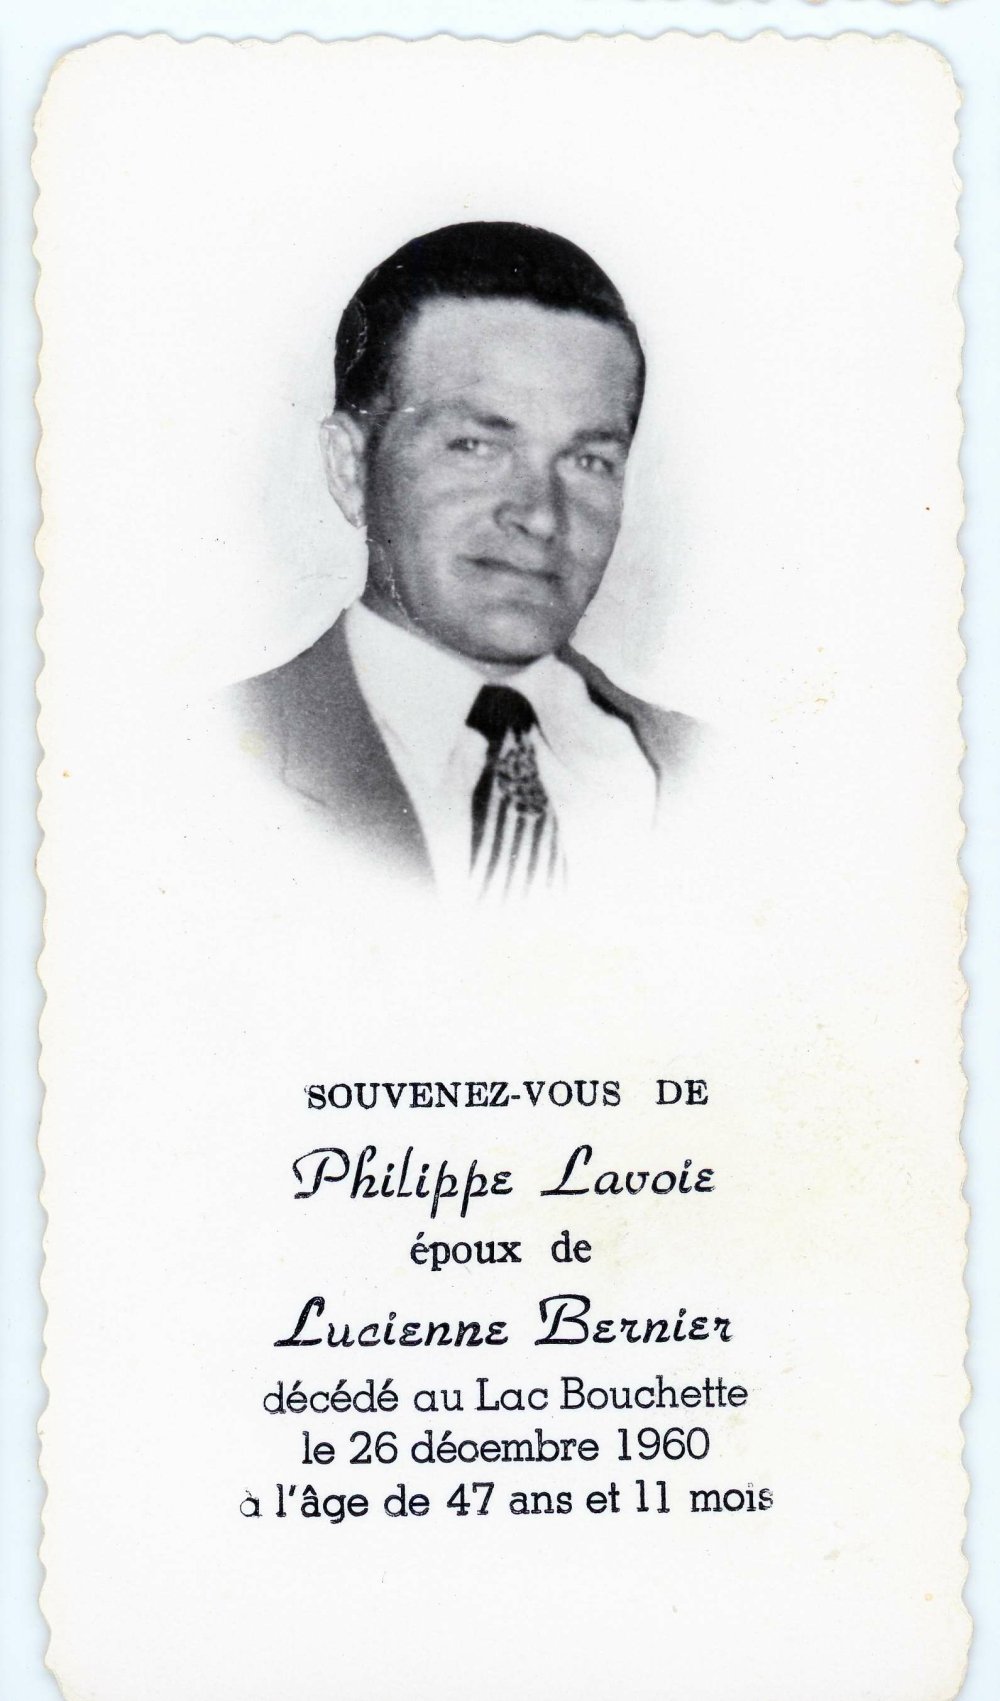 SOUVENEZ-VOUS DE
Philippe Lavoie
époux de
Lucienne Bernier
décédé au Lac Bouchette
le 26 décembre 1960
à l'âge de 47 ans et 11 mois